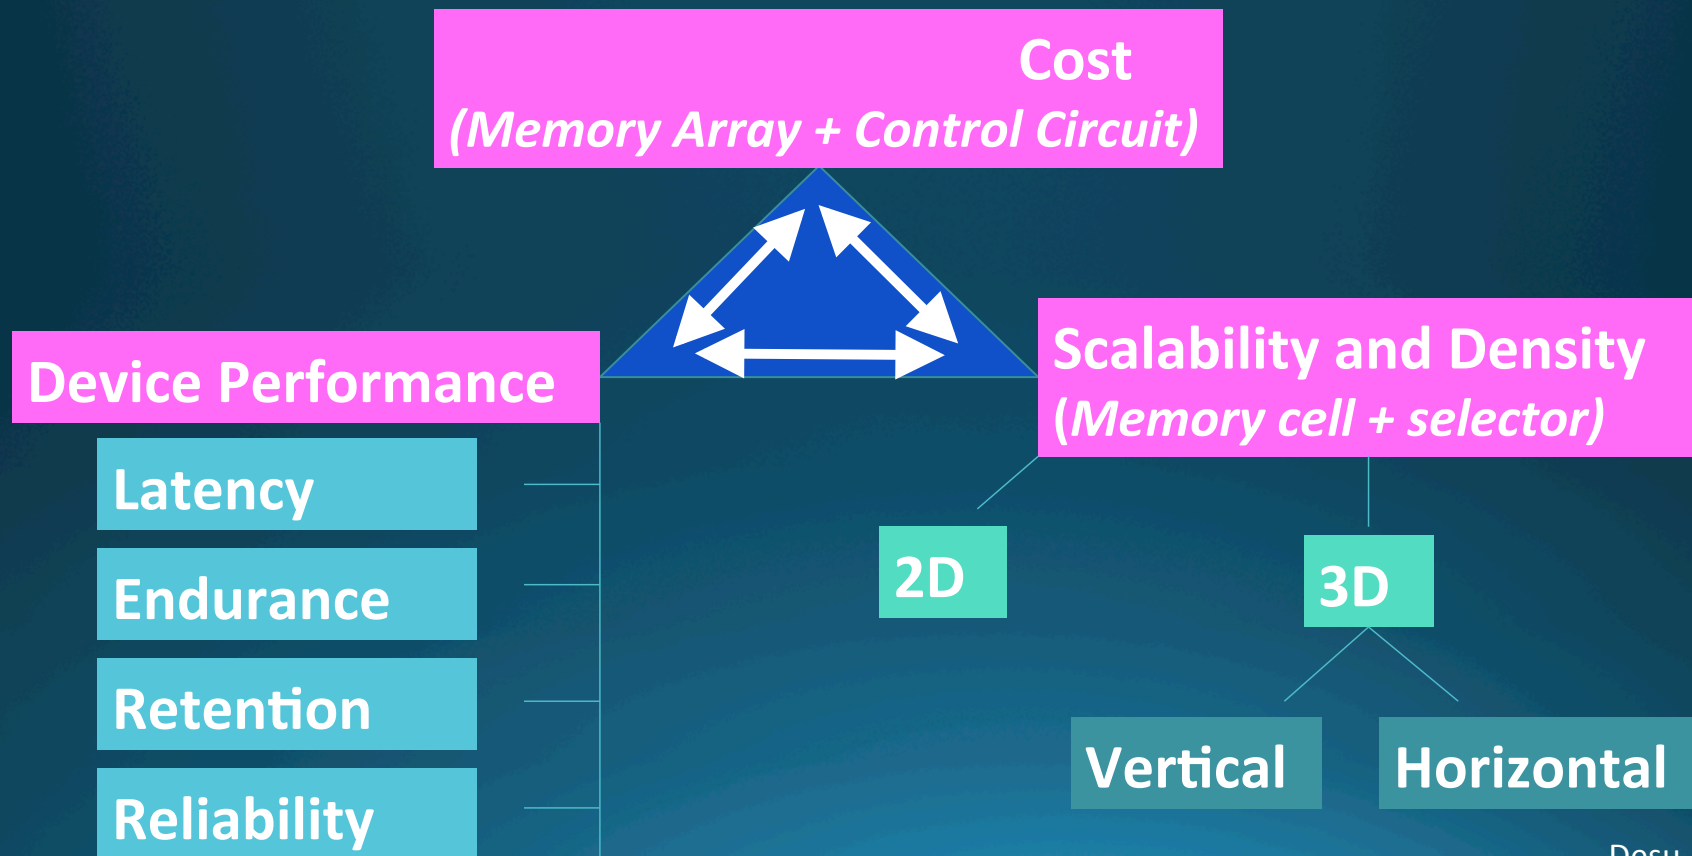 Cost
(Memory Array + Control Circuit)
Device Performance
Latency
Endurance
Retention
Reliability
Scalability and Density
(Memory cell + selector)
2D
3D
Vertical
Horizontal